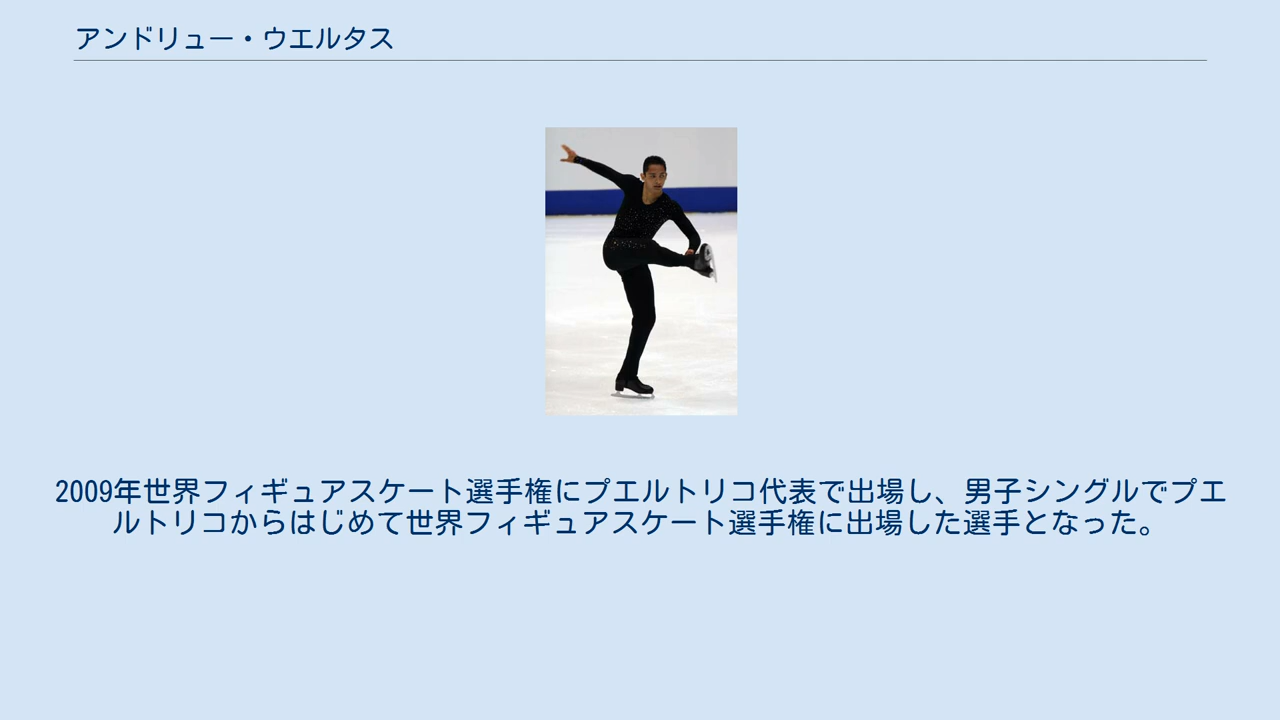 アンドリュー・ウエルタス
2009年世界フィギュアスケート選手権にプエルトリコ代表で出場し、男子シングルでプエ
ルトリコからはじめて世界フィギュアスケート選手権に出場した選手となった。